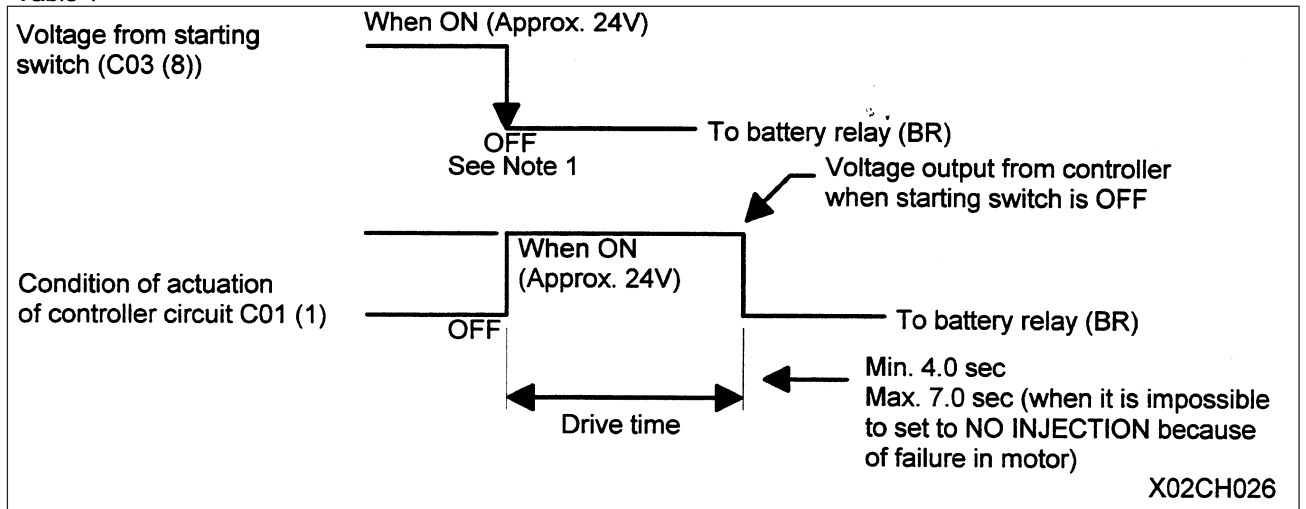 Voltage from starting
switch (C03 (8))
When ON (Approx. 24V)
OFF
See Note 1
To battery relay (BR)
Voltage output from controller
when starting switch is OFF
Condition of actuation
of controller circuit C01 (1)
When ON
(Approx. 24V)
OFF
To battery relay (BR)
Drive time
Min. 4.0 sec
Max. 7.0 sec (when it is impossible
to set to NO INJECTION because
of failure in motor)
X02CH026